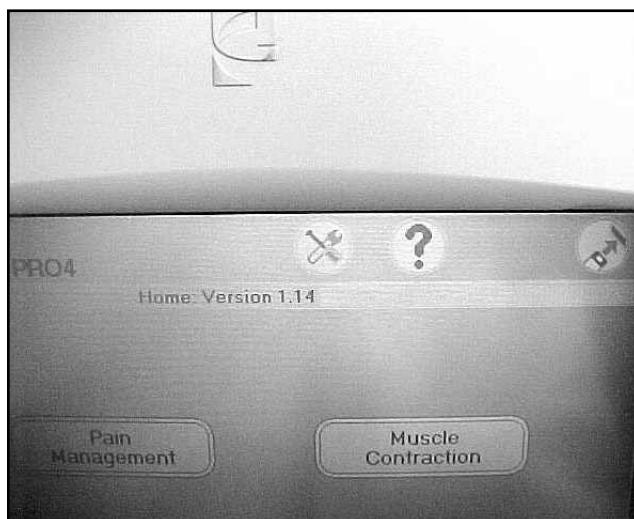 PRO4
?
Home: Version 1.14
Pain
Management
Muscle
Contraction